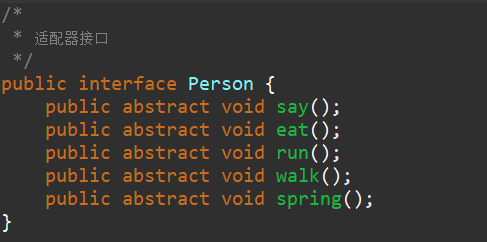 /*
 * 适配器接口
 */
public interface Person {
    public abstract void say();
    public abstract void eat();
    public abstract void run();
    public abstract void walk();
    public abstract void spring();
}